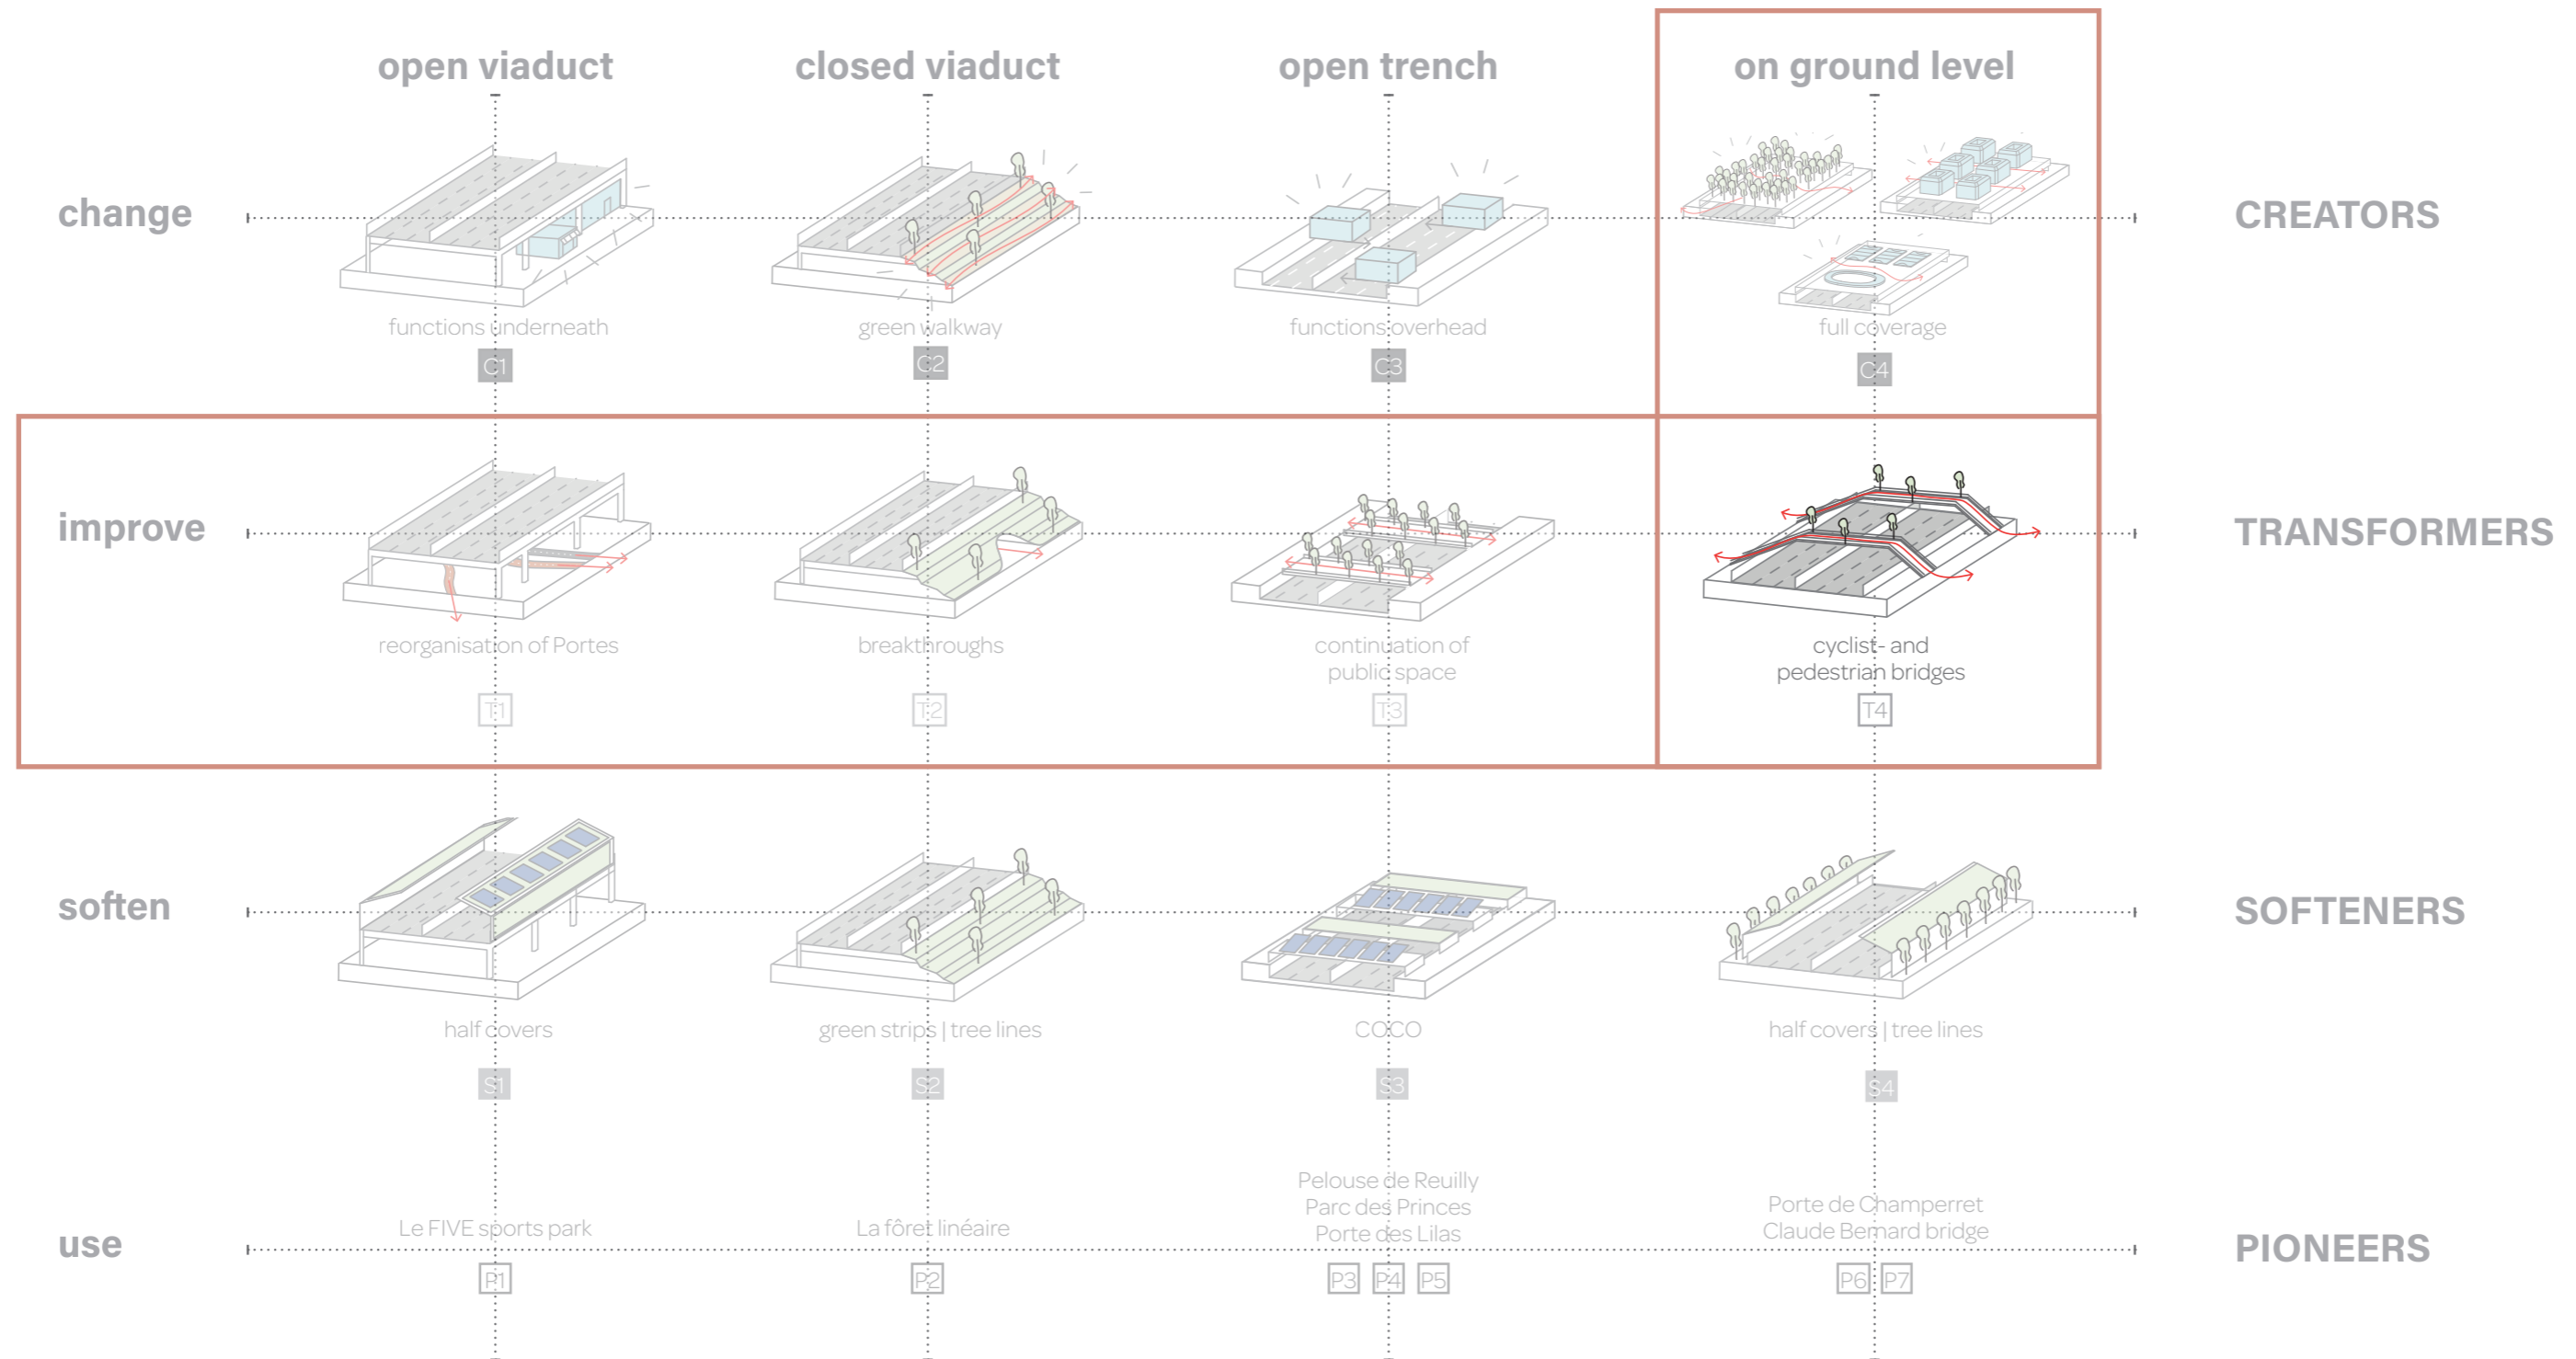 open viaduct
closed viaduct
open trench
on ground level
change
CREATORS
functions underneath
green walkway
functions overhead
full coverage
C1
C2
C3
C4
improve
TRANSFORMERS
reorganisation of Portes
breakthroughs
continuation of
public space
cyclist- and
pedestrian bridges
T1
T2
T3
T4
soften
SOFTENERS
half covers
green strips | tree lines
COCO
half covers | tree lines
S1
S2
S3
S4
use
PIONEERS
Le FIVE sports park
La fôret linéaire
Pelouse de Reuilly
Parc des Princes
Porte des Lilas
Porte de Champerret
Claude Bernard bridge
P1
P2
P3 P4 P5
P6 P7